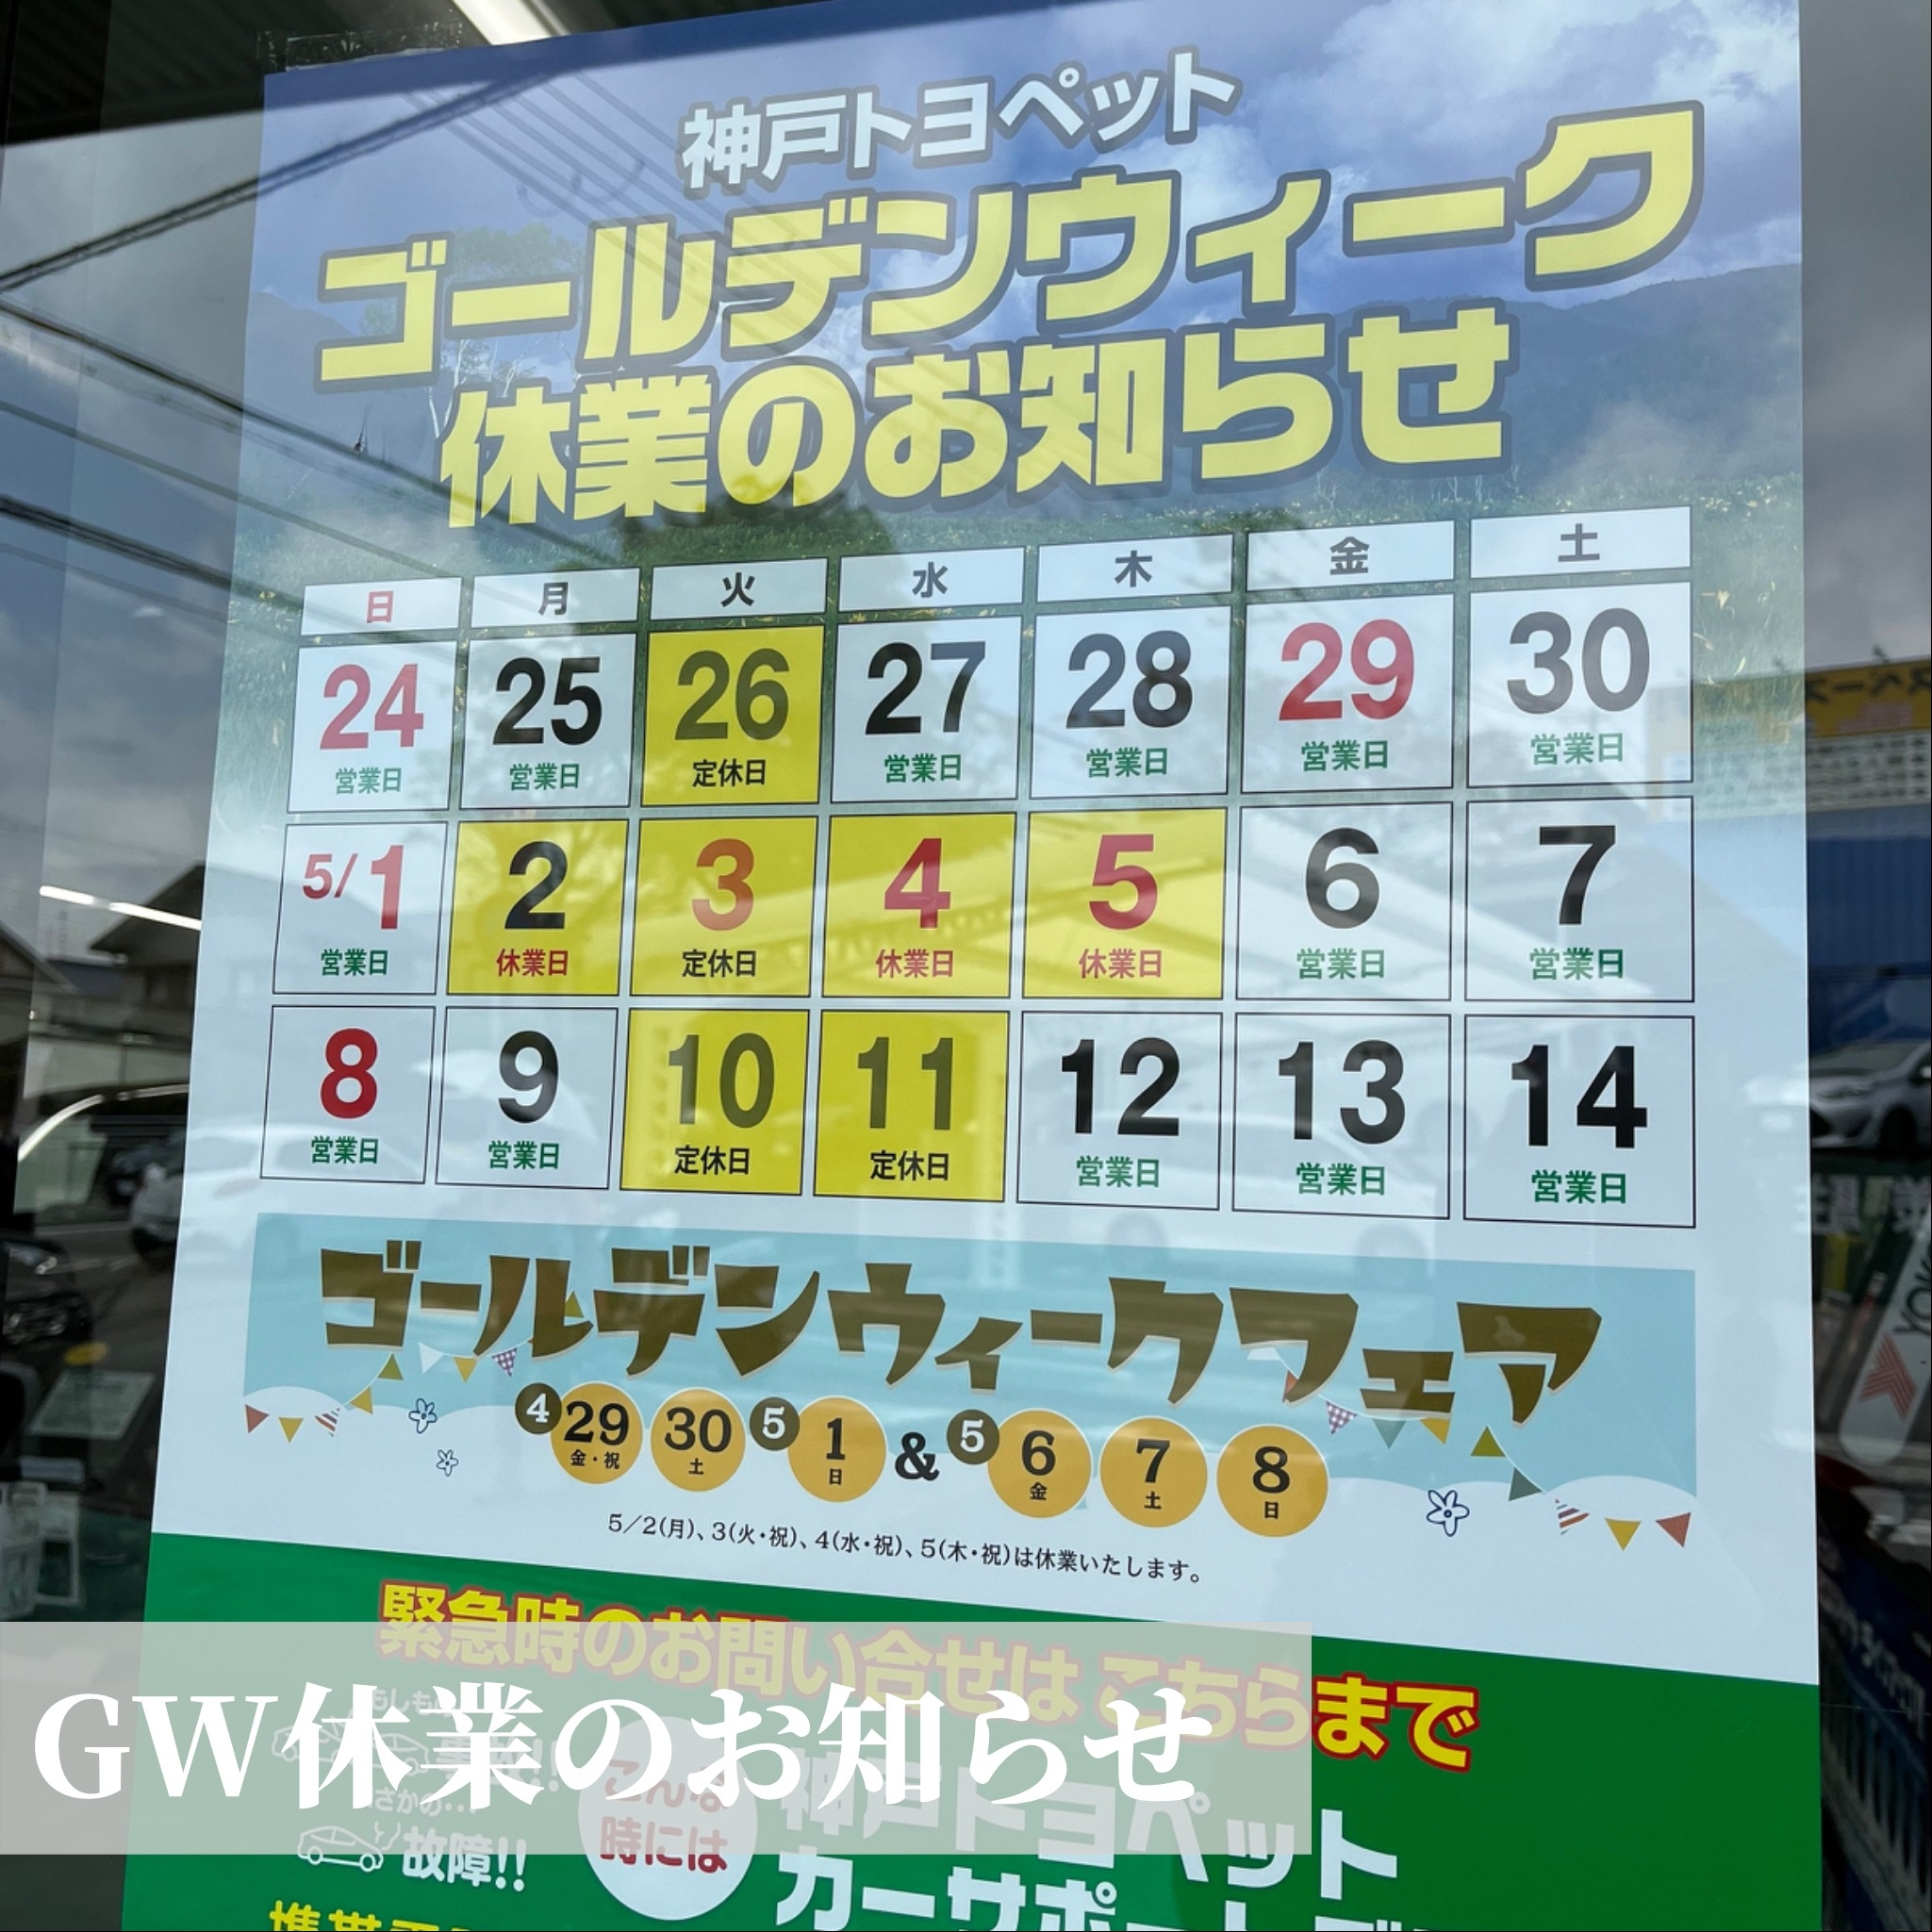 神戸トヨペット
ゴールデンウィーク
休業のお知らせ
日 月 火 水 木 金 土
24 25 26 27 28 29 30
営業日 営業日 定休日 営業日 営業日 営業日 営業日
5/1 2 3 4 5 6 7
営業日 休業日 定休日 休業日 休業日 営業日 営業日
8 9 10 11 12 13 14
営業日 営業日 定休日 定休日 営業日 営業日 営業日
ゴールデンウィークフェア
4 29 30 5 1 & 5 6 7 8
金・祝 土 日 金 土 日
5/2(月)、3(火・祝)、4(水・祝)、5(木・祝)は休業いたします。
緊急時のお問い合せは こちらまで
GW休業のお知らせ
故障!!
こんな
時には
神戸トヨペット
カーサポート